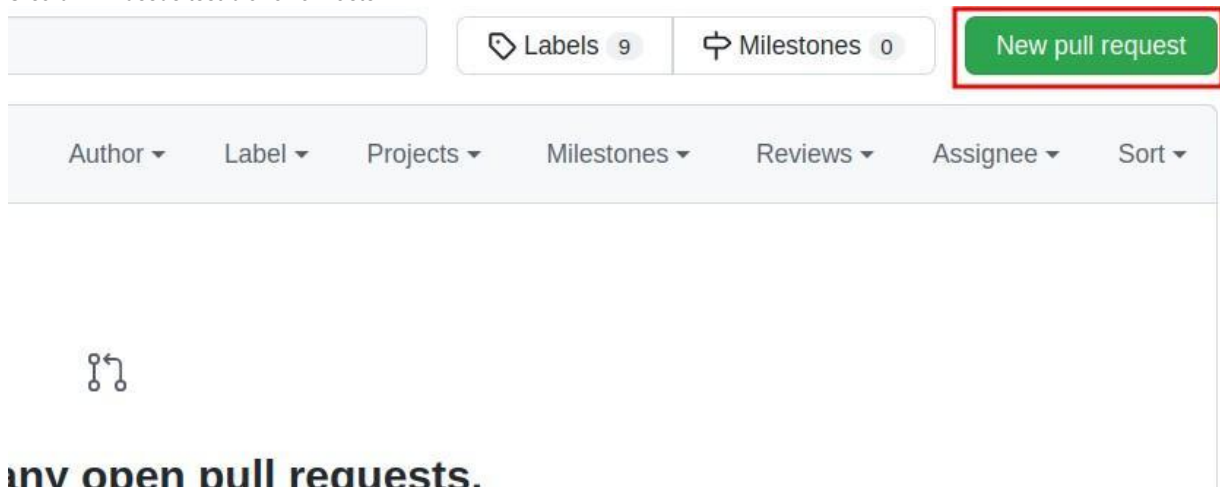 Labels 9 Milestones 0 New pull request
Author Label Projects Milestones Reviews Assignee Sort
any open pull requests.